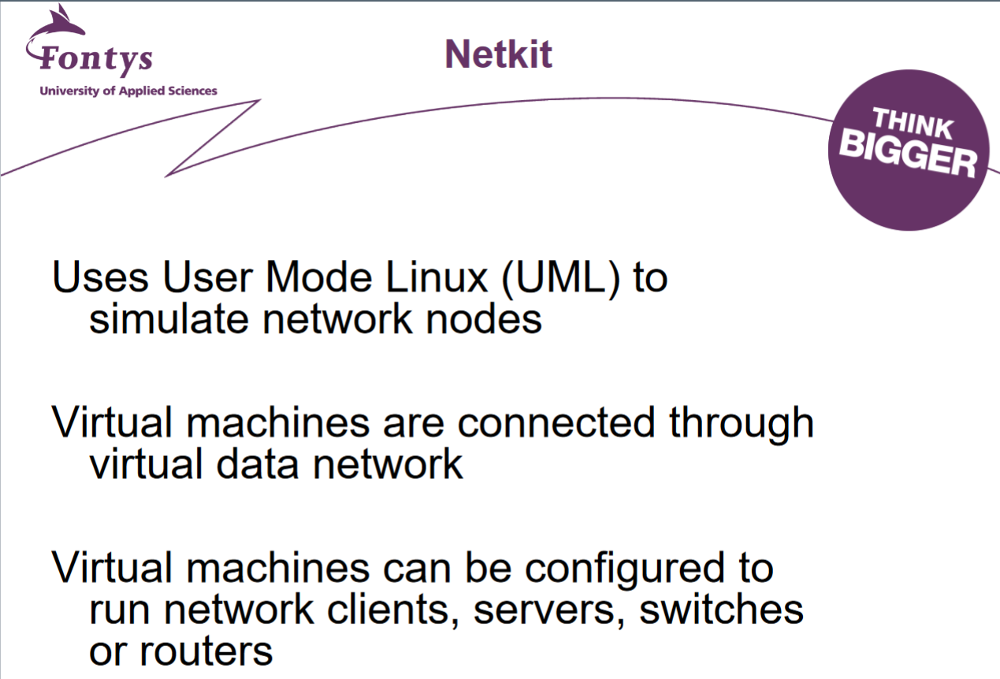 Fontys
University of Applied Sciences
Netkit
THINK
BIGGER
Uses User Mode Linux (UML) to
simulate network nodes
Virtual machines are connected through
virtual data network
Virtual machines can be configured to
run network clients, servers, switches
or routers